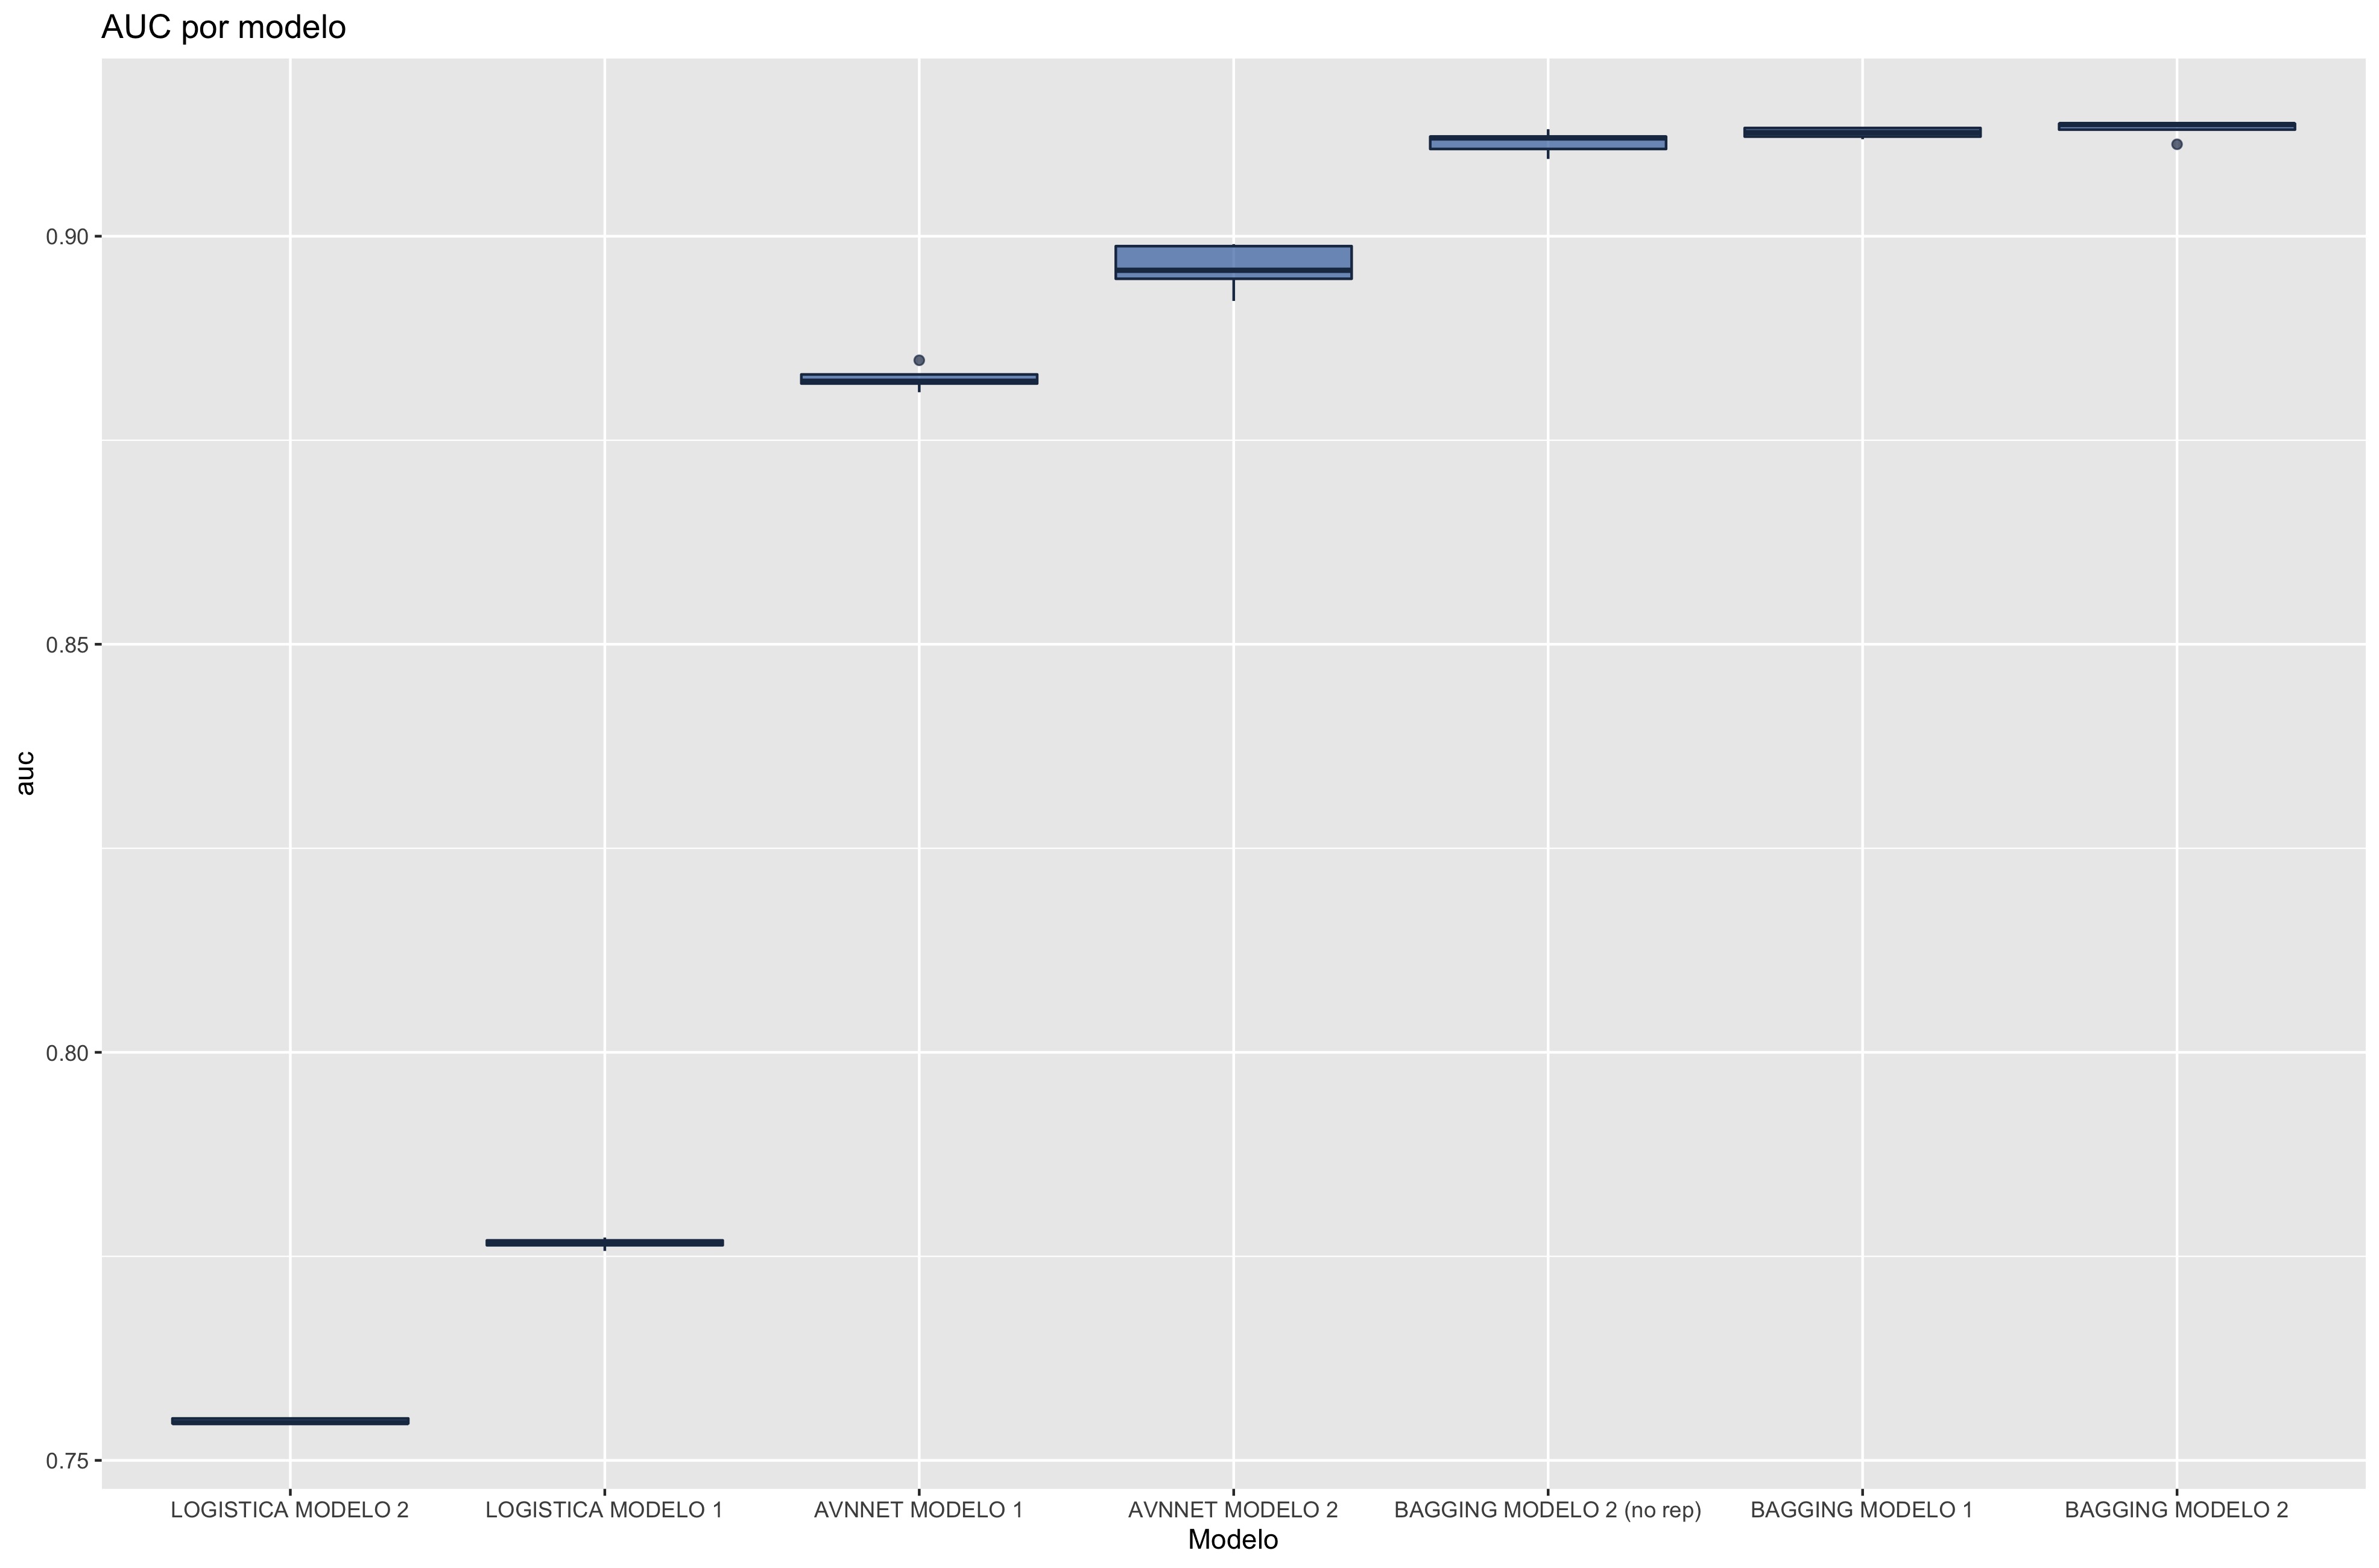 AUC por modelo
auc
0.90
0.85
0.80
0.75
LOGISTICA MODELO 2
LOGISTICA MODELO 1
AVNNET MODELO 1
AVNNET MODELO 2
BAGGING MODELO 2 (no rep)
BAGGING MODELO 1
BAGGING MODELO 2
Modelo